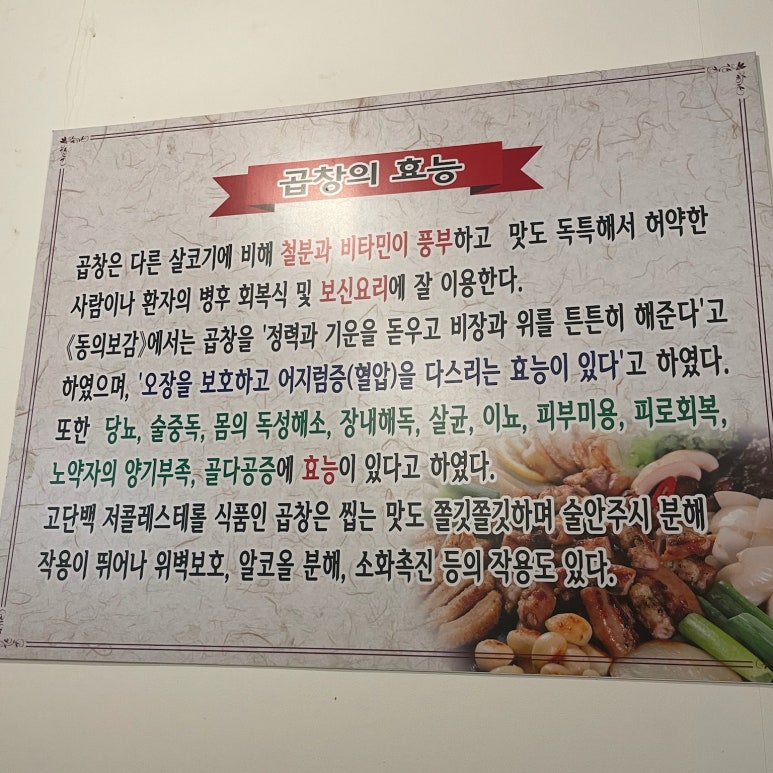 곱창의 효능
곱창은 다른 살코기에 비해 철분과 비타민이 풍부하고 맛도 독특해서 허약한
사람이나 환자의 병후 회복식 및 보신요리에 잘 이용한다.
《동의보감》에서는 곱창을 '정력과 기운을 돋우고 비장과 위를 튼튼히 해준다'고
하였으며, '오장을 보호하고 어지럼증(혈압)을 다스리는 효능이 있다'고 하였다.
또한 당뇨, 술중독, 몸의 독성해소, 장내해독, 살균, 이뇨, 피부미용, 피로회복,
노약자의 양기부족, 골다공증에 효능이 있다고 하였다.
고단백 저콜레스테롤 식품인 곱창은 씹는 맛도 쫄깃쫄깃하며 술안주시 분해
작용이 뛰어나 위벽보호, 알코올 분해, 소화촉진 등의 작용도 있다.